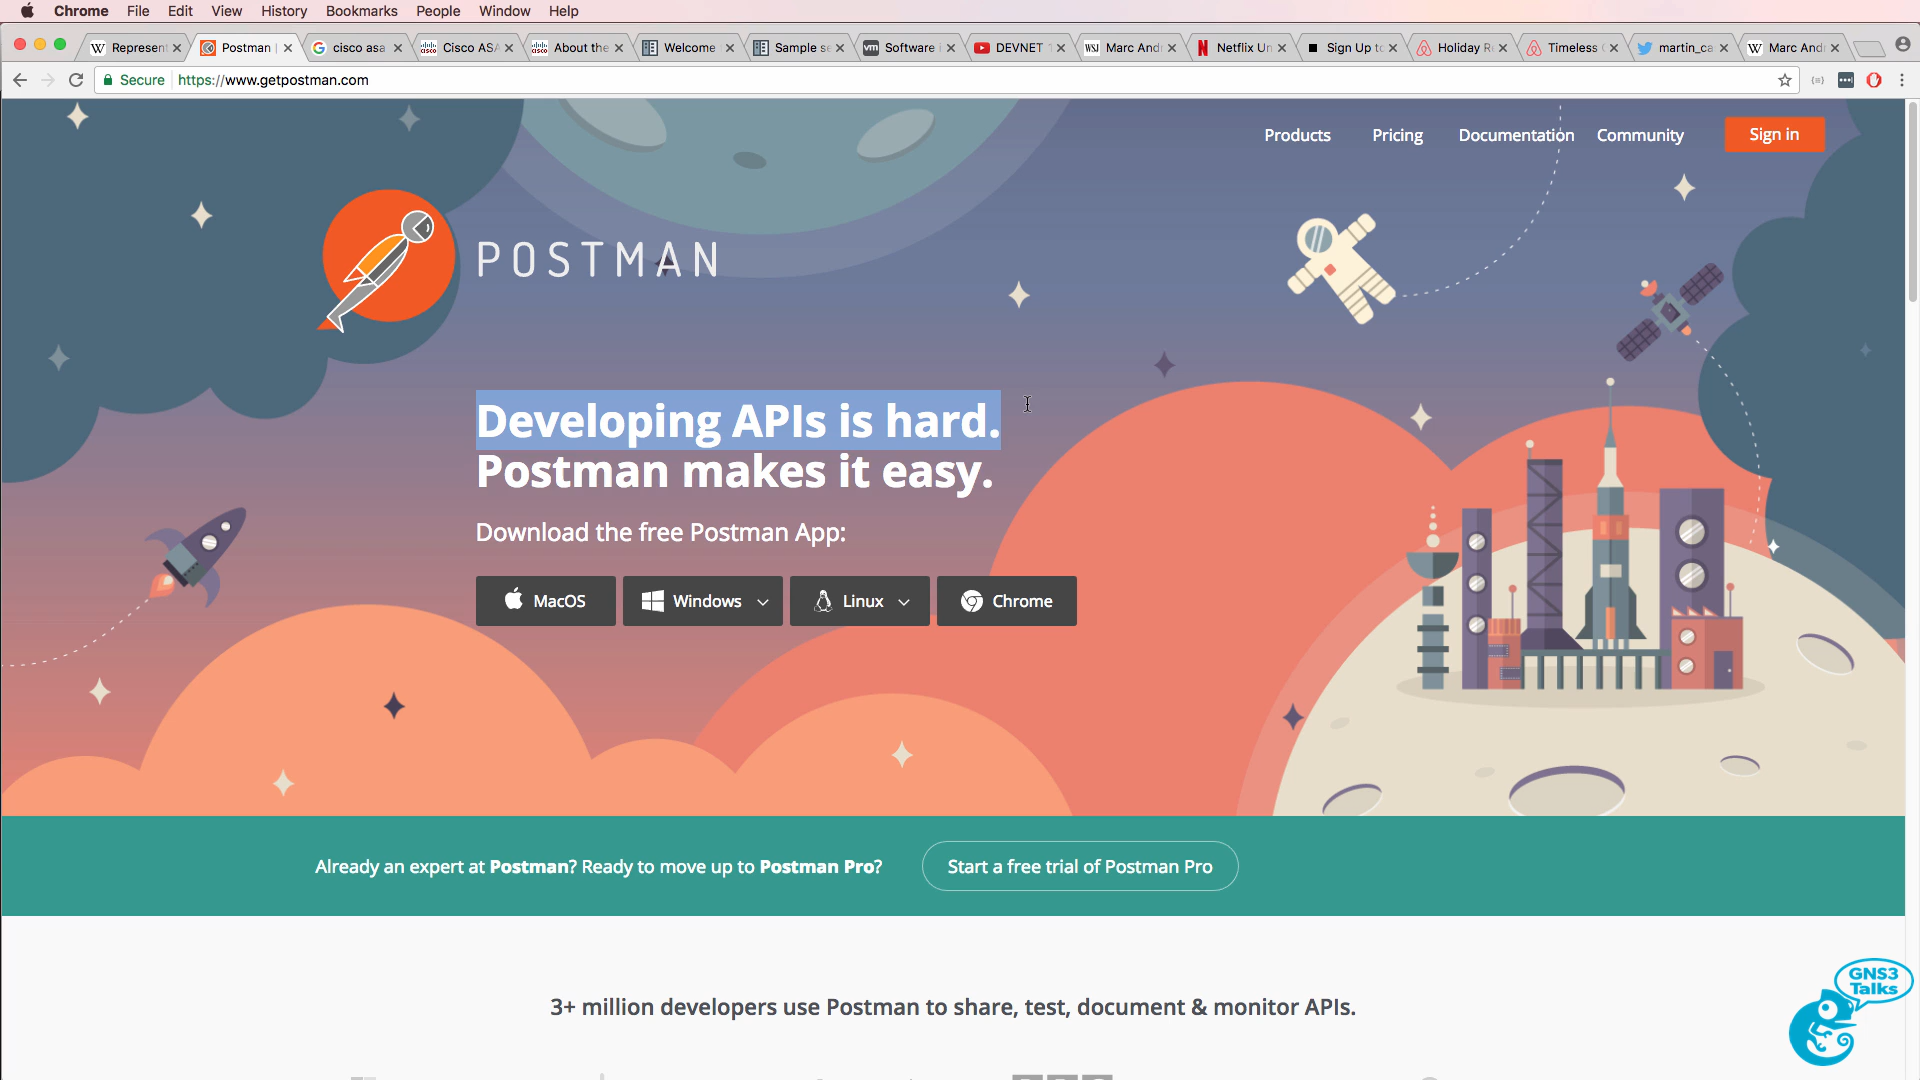 Chrome File Edit View History Bookmarks People Window Help
Represen Postman | cisco asa Cisco ASA About the Welcome Sample se Software DEVNET Marc And Netflix Un Sign Up to Holiday R Timeless martin_ca Marc And
Secure https://www.getpostman.com
Products Pricing Documentation Community Sign in
POSTMAN
Developing APIs is hard.
Postman makes it easy.
Download the free Postman App:
MacOS Windows Linux Chrome
Already an expert at Postman? Ready to move up to Postman Pro? Start a free trial of Postman Pro
3+ million developers use Postman to share, test, document & monitor APIs.
GNS3
Talks